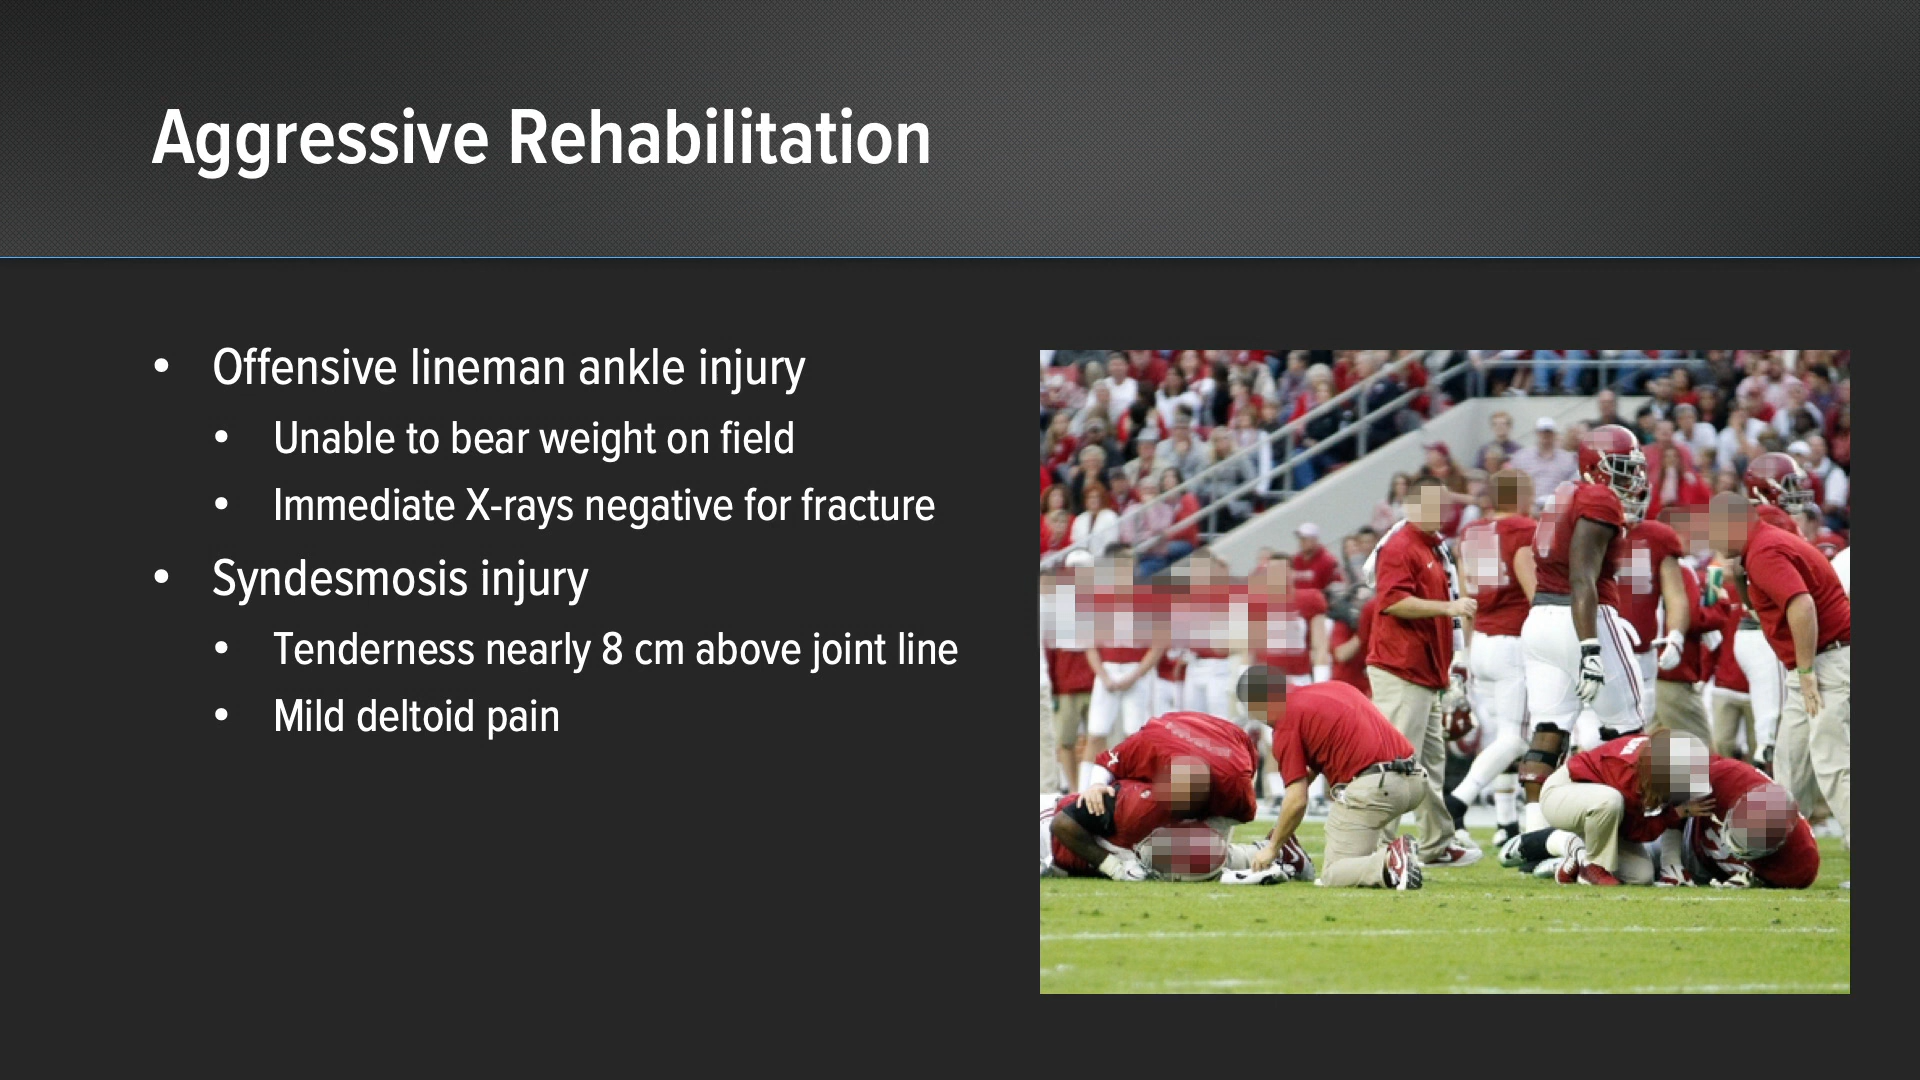 Aggressive Rehabilitation
• Offensive lineman ankle injury
• Unable to bear weight on field
• Immediate X-rays negative for fracture
• Syndesmosis injury
• Tenderness nearly 8 cm above joint line
• Mild deltoid pain